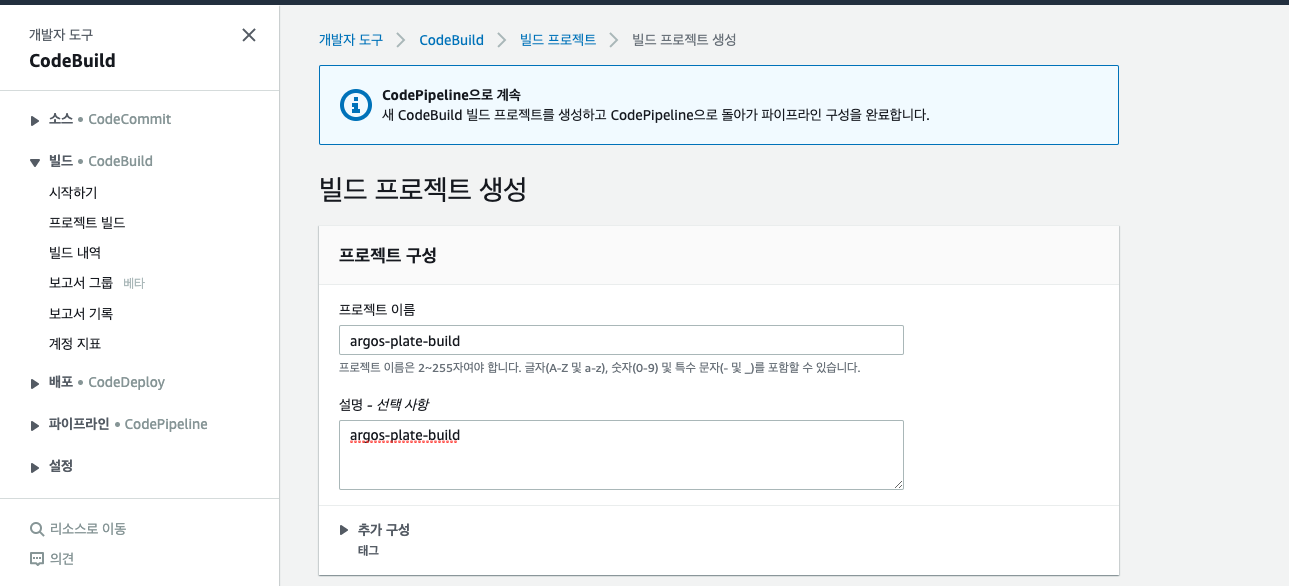 개발자 도구
CodeBuild
소스 • CodeCommit
빌드 • CodeBuild
시작하기
프로젝트 빌드
빌드 내역
보고서 그룹 베타
보고서 기록
계정 지표
배포 • CodeDeploy
파이프라인 • CodePipeline
설정
리소스로 이동
의견
개발자 도구 > CodeBuild > 빌드 프로젝트 > 빌드 프로젝트 생성
CodePipeline으로 계속
새 CodeBuild 빌드 프로젝트를 생성하고 CodePipeline으로 돌아가 파이프라인 구성을 완료합니다.
빌드 프로젝트 생성
프로젝트 구성
프로젝트 이름
argos-plate-build
프로젝트 이름은 2~255자여야 합니다. 글자(A-Z 및 a-z), 숫자(0-9) 및 특수 문자(- 및 _)를 포함할 수 있습니다.
설명 - 선택 사항
argos-plate-build
추가 구성
태그